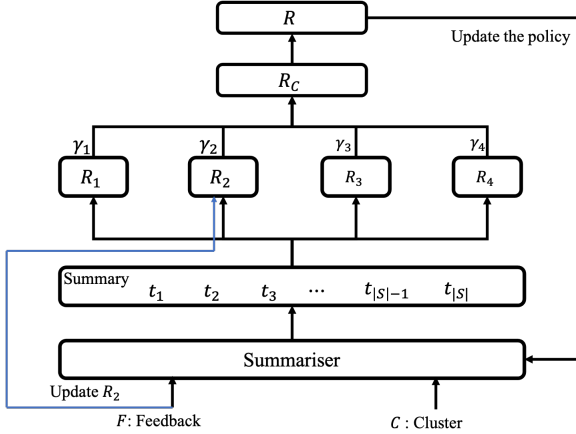 R
Update the policy
R_C
γ_1
γ_2
γ_3
γ_4
R_1
R_2
R_3
R_4
Summary
t_1 t_2 t_3 ⋯ t_{|S|−1} t_{|S|}
Summariser
Update R_2
F: Feedback
C : Cluster